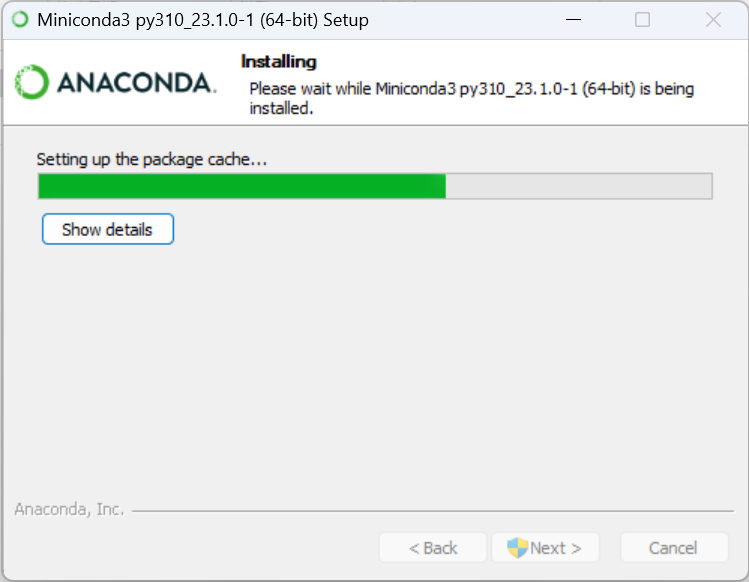 Miniconda3 py310_23.1.0-1 (64-bit) Setup
ANACONDA.
Installing
Please wait while Miniconda3 py310_23.1.0-1 (64-bit) is being
installed.
Setting up the package cache...
Show details
Anaconda, Inc.
< Back
Next >
Cancel